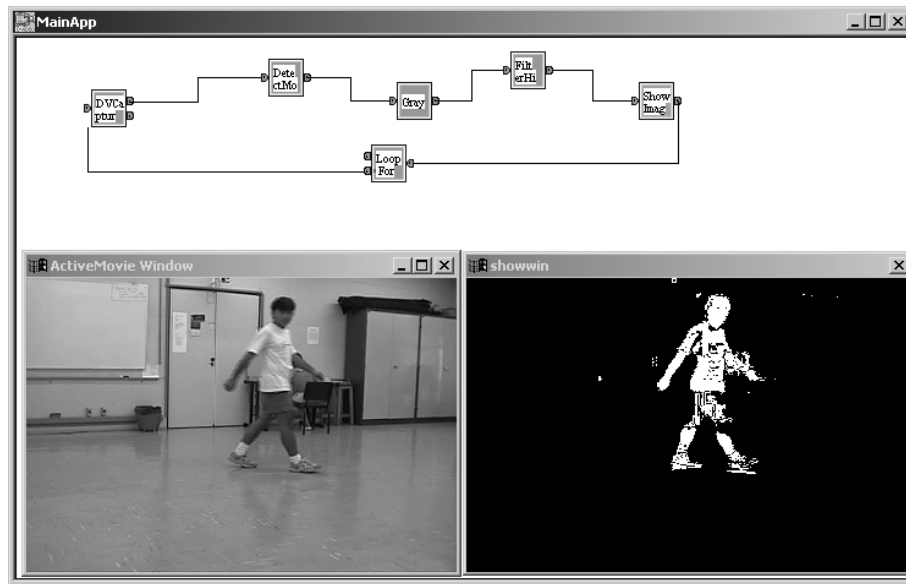 MainApp
Dete
ctMo
Filt
erHi
DVCa
ptur
Gray
Show
Imag
Loop
For
ActiveMovie Window
showwin